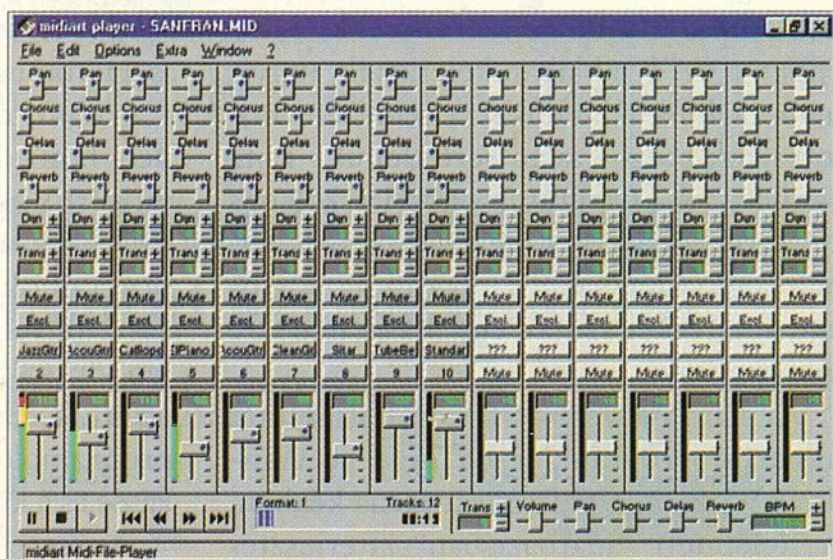 midiart player - SANFRAN.MID
File Edit Options Extra Window ?
Pan Pan Pan Pan Pan Pan Pan Pan Pan Pan Pan Pan Pan Pan Pan Pan
Chorus Chorus Chorus Chorus Chorus Chorus Chorus Chorus Chorus Chorus Chorus Chorus Chorus Chorus Chorus Chorus
Delay Delay Delay Delay Delay Delay Delay Delay Delay Delay Delay Delay Delay Delay Delay Delay
Reverb Reverb Reverb Reverb Reverb Reverb Reverb Reverb Reverb Reverb Reverb Reverb Reverb Reverb Reverb Reverb
Dyn Dyn Dyn Dyn Dyn Dyn Dyn Dyn Dyn Dyn Dyn Dyn Dyn Dyn Dyn Dyn
Trans Trans Trans Trans Trans Trans Trans Trans Trans Trans Trans Trans Trans Trans Trans Trans
Mute Mute Mute Mute Mute Mute Mute Mute Mute Mute Mute Mute Mute Mute Mute Mute
Excl. Excl. Excl. Excl. Excl. Excl. Excl. Excl. Excl. Excl. Excl. Excl. Excl. Excl. Excl. Excl.
JazzGtr AcouGtr Calliope ElPiano AcouGtr CleanGt Sitar TubeBel Standar ??? ??? ??? ??? ??? ??? ???
2 3 4 5 6 7 8 9 10 Mute Mute Mute Mute Mute Mute Mute
Format: 1 Tracks: 12
Trans Volume Pan Chorus Delay Reverb BPM
midiart Midi-File-Player